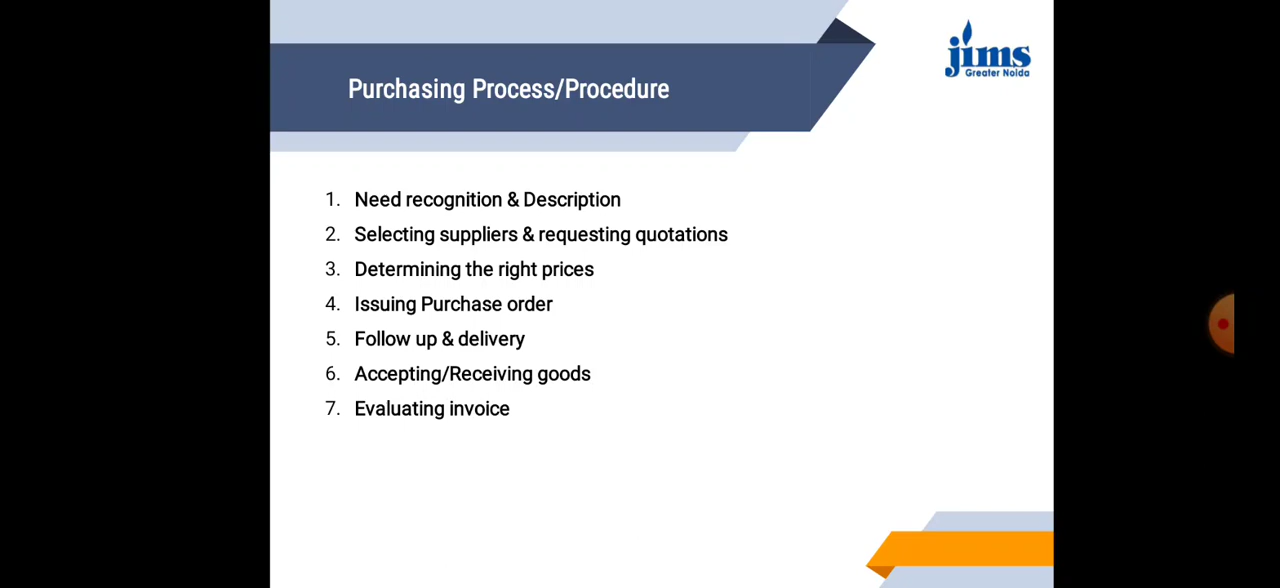 jims
Greater Noida
Purchasing Process/Procedure
1. Need recognition & Description
2. Selecting suppliers & requesting quotations
3. Determining the right prices
4. Issuing Purchase order
5. Follow up & delivery
6. Accepting/Receiving goods
7. Evaluating invoice